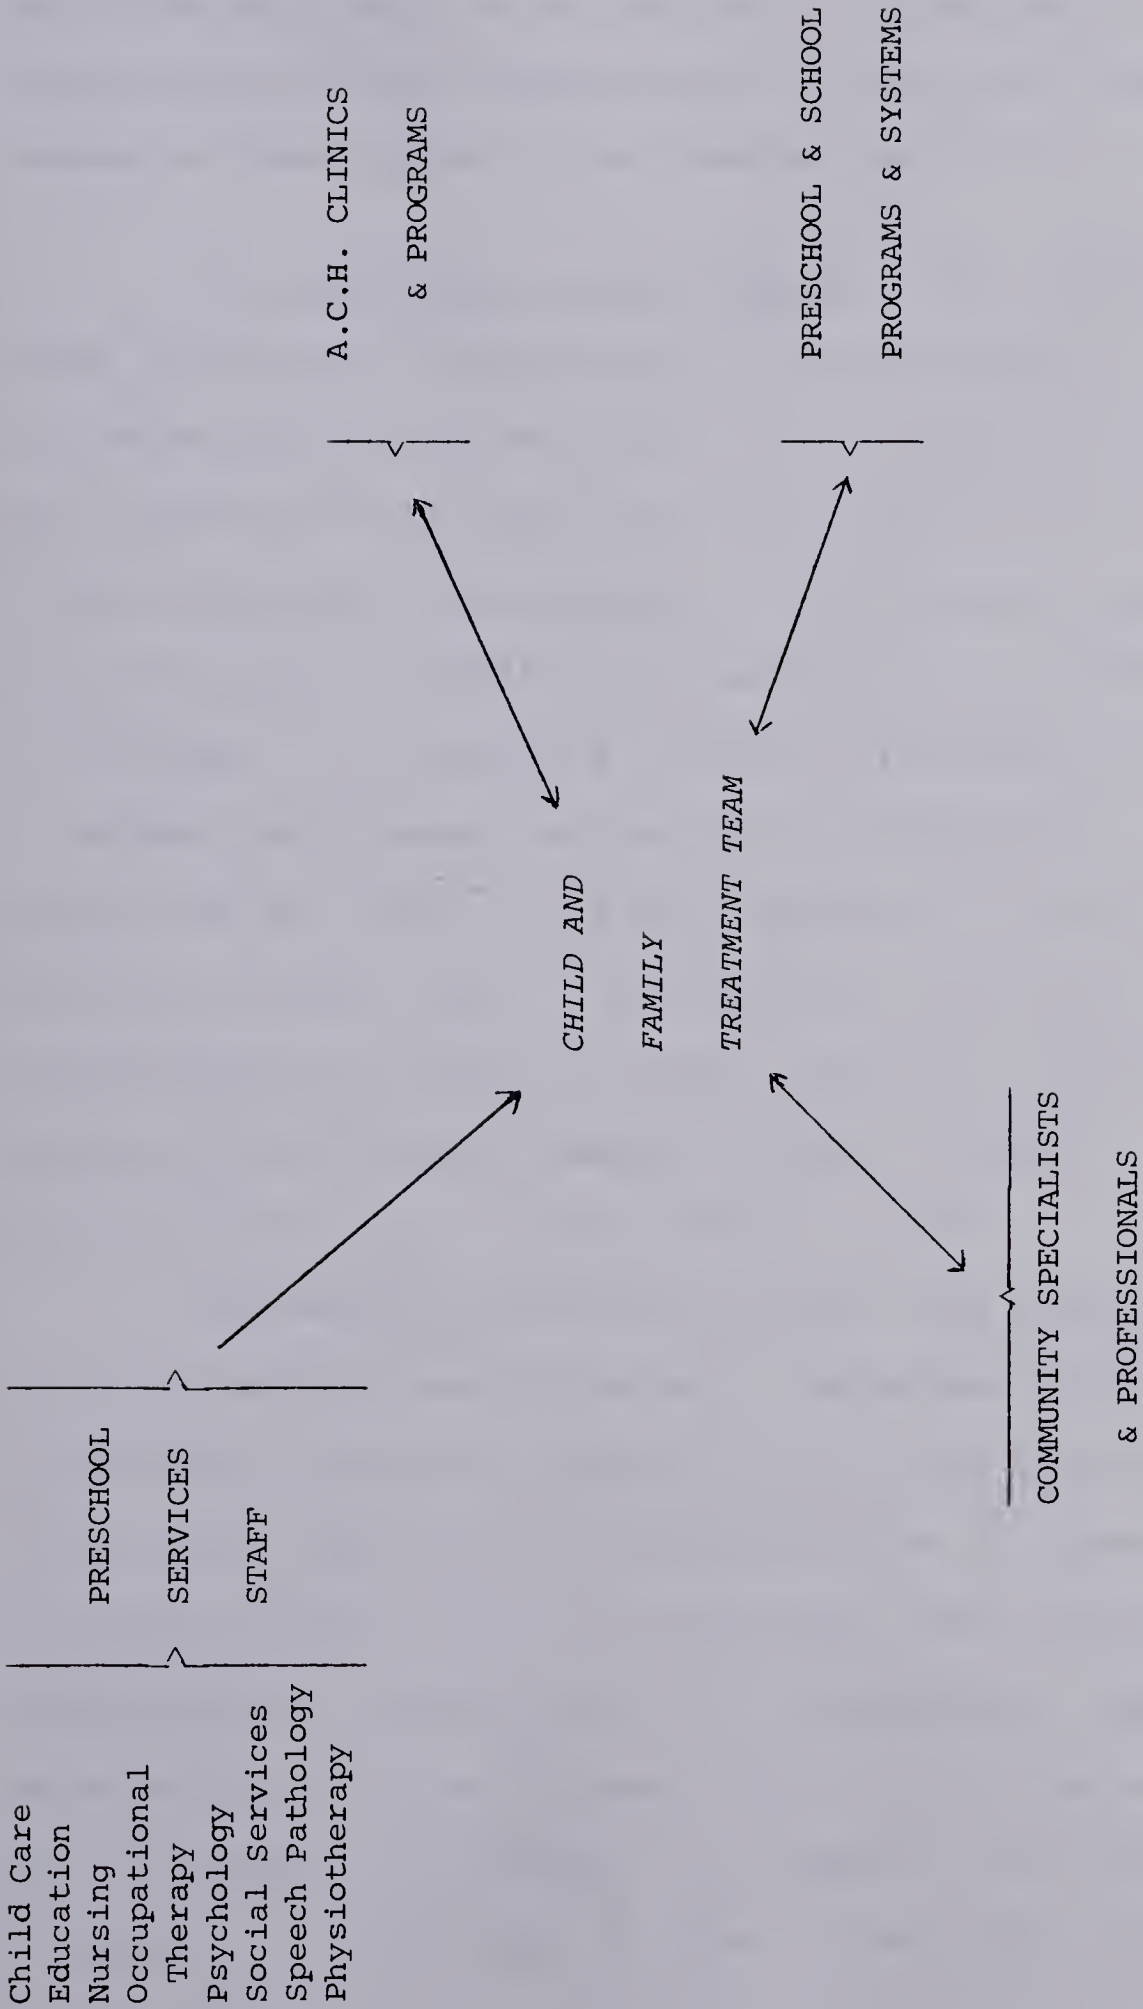 Child Care
Education
Nursing
Occupational
Therapy
Psychology
Social Services
Speech Pathology
Physiotherapy
PRESCHOOL
SERVICES
STAFF
CHILD AND
FAMILY
TREATMENT TEAM
A.C.H. CLINICS
& PROGRAMS
PRESCHOOL & SCHOOL
PROGRAMS & SYSTEMS
COMMUNITY SPECIALISTS
& PROFESSIONALS